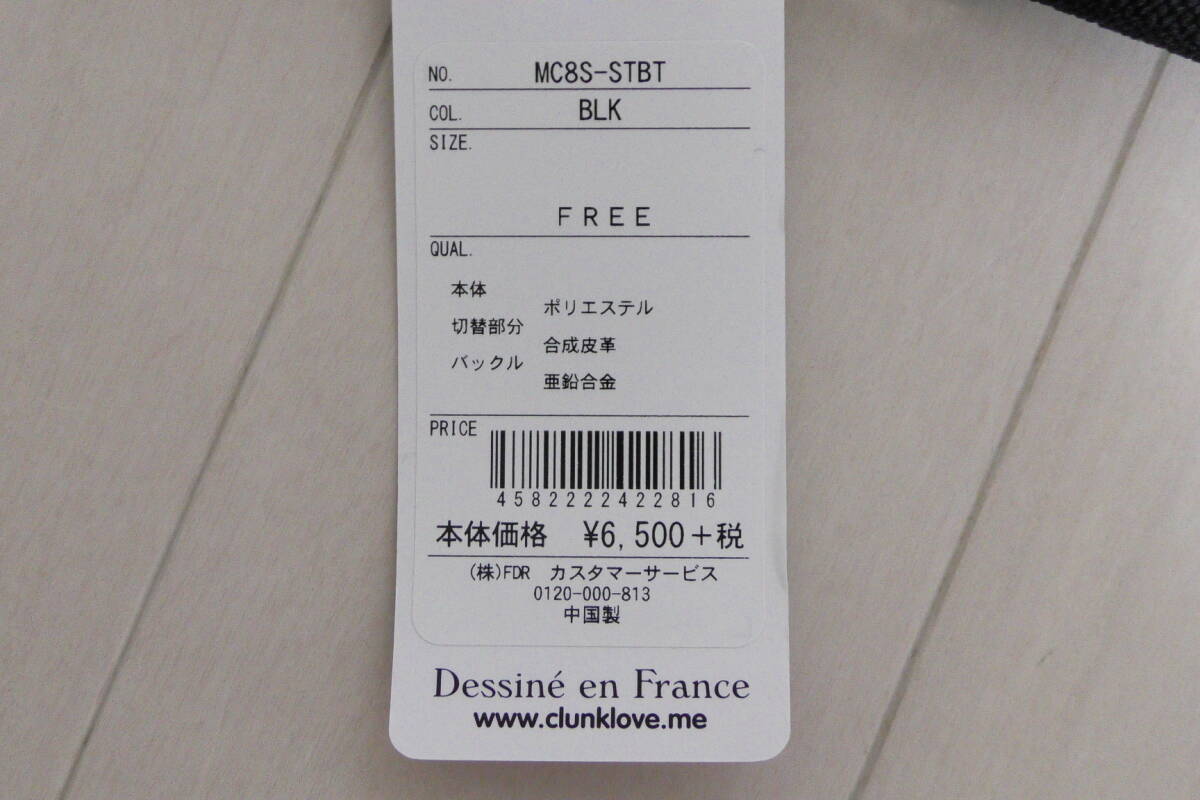 NO. MC8S-STBT
COL. BLK
SIZE.
FREE
QUAL.
本体
ポリエステル
切替部分
合成皮革
バックル
亜鉛合金
PRICE
4582222422816
本体価格 ¥6,500+税
(株)FDR カスタマーサービス
0120-000-813
中国製
Dessiné en France
www.clunklove.me